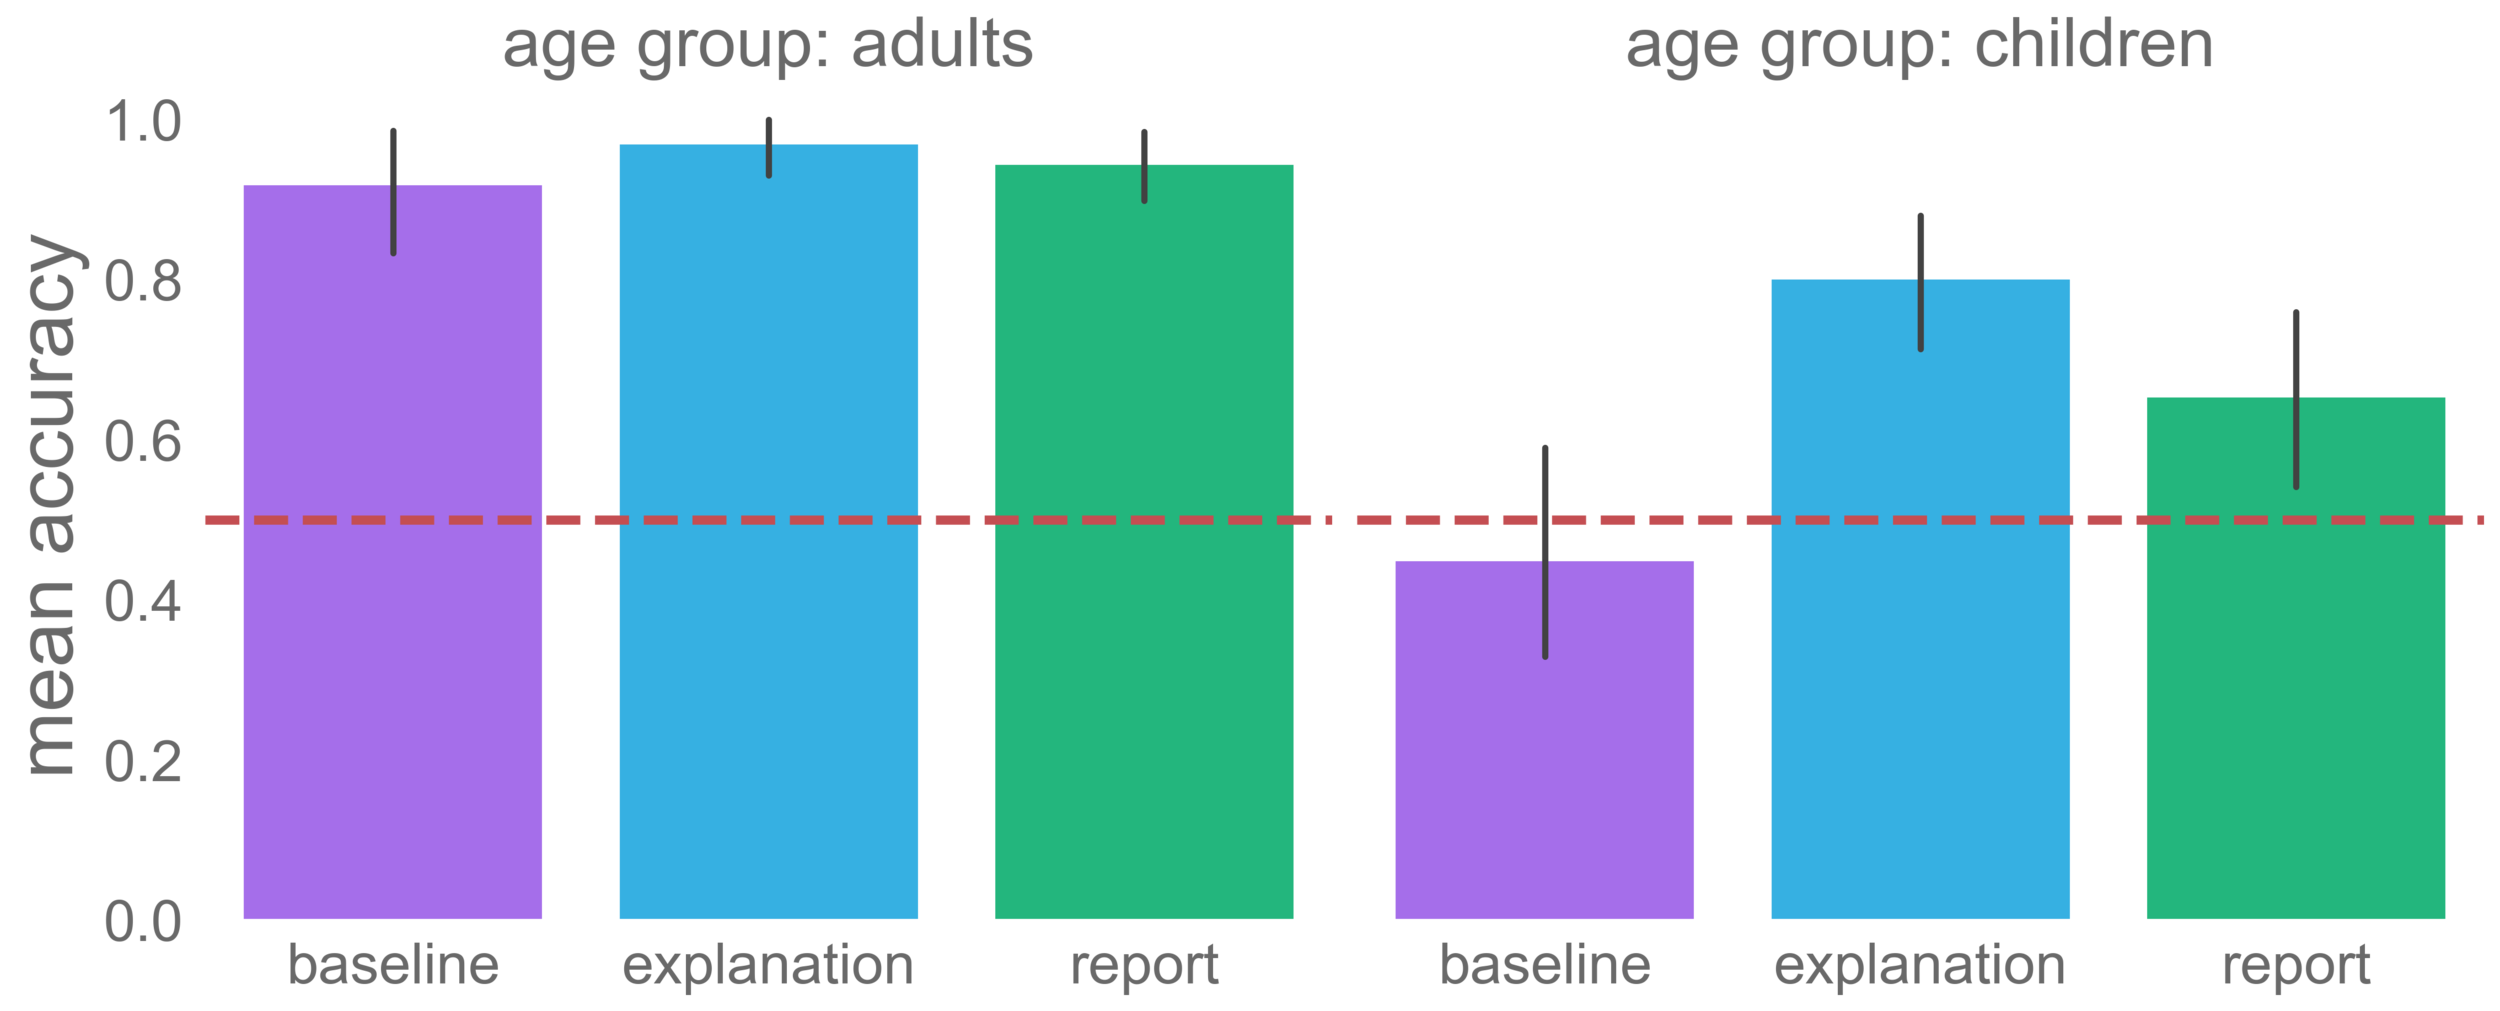 age group: adults
age group: children
mean accuracy
1.0
0.8
0.6
0.4
0.2
0.0
baseline explanation report
baseline explanation report